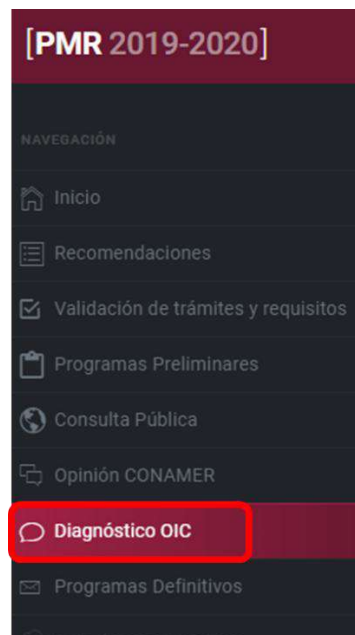 [PMR 2019-2020]
NAVEGACIÓN
Inicio
Recomendaciones
Validación de trámites y requisitos
Programas Preliminares
Consulta Pública
Opinión CONAMER
Diagnóstico OIC
Programas Definitivos